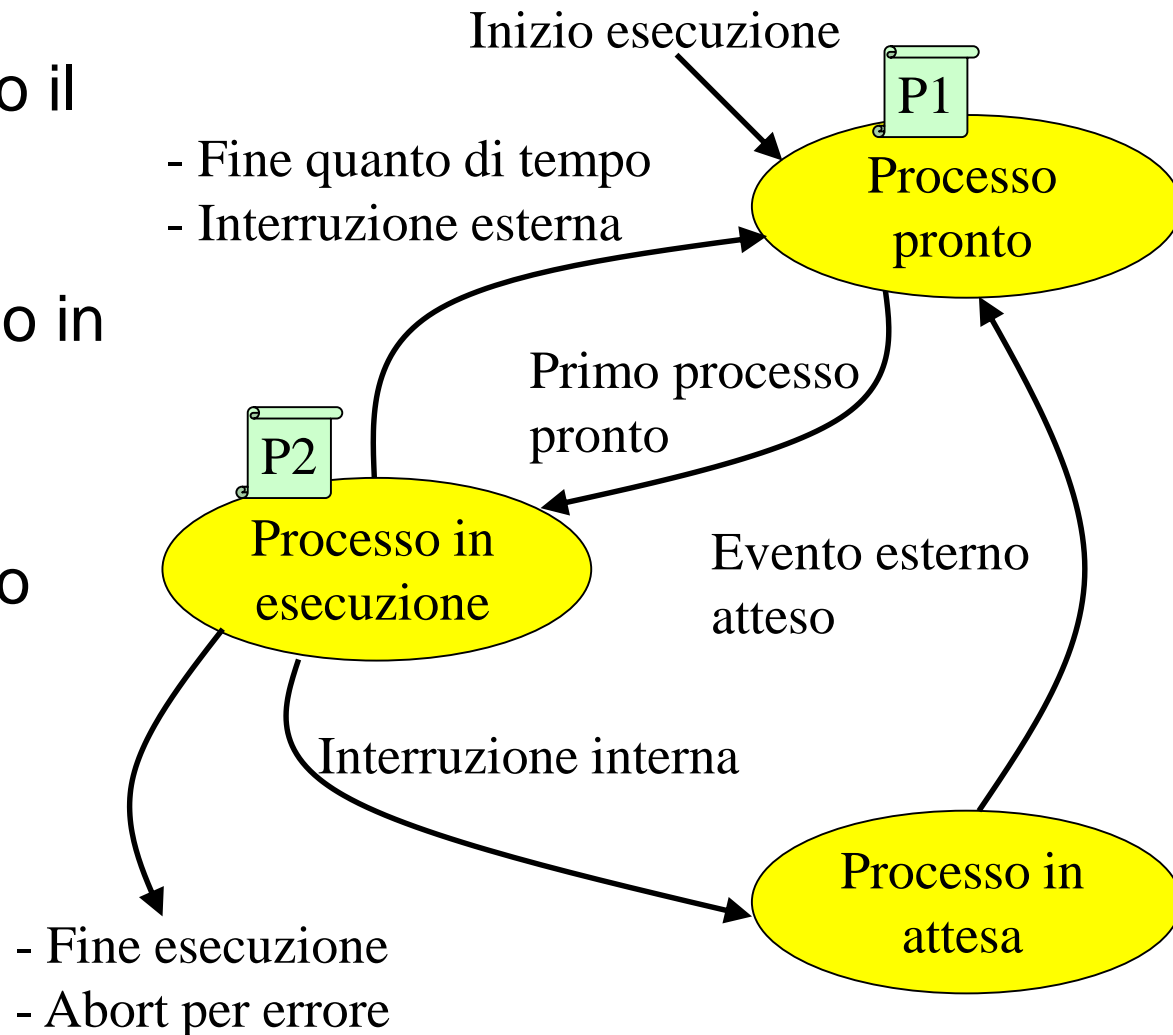 Inizio esecuzione
o il
P1
- Fine quanto di tempo
- Interruzione esterna
Processo
pronto
o in
Primo processo
pronto
P2
Processo in
esecuzione
Evento esterno
atteso
o
Interruzione interna
Processo in
attesa
- Fine esecuzione
- Abort per errore